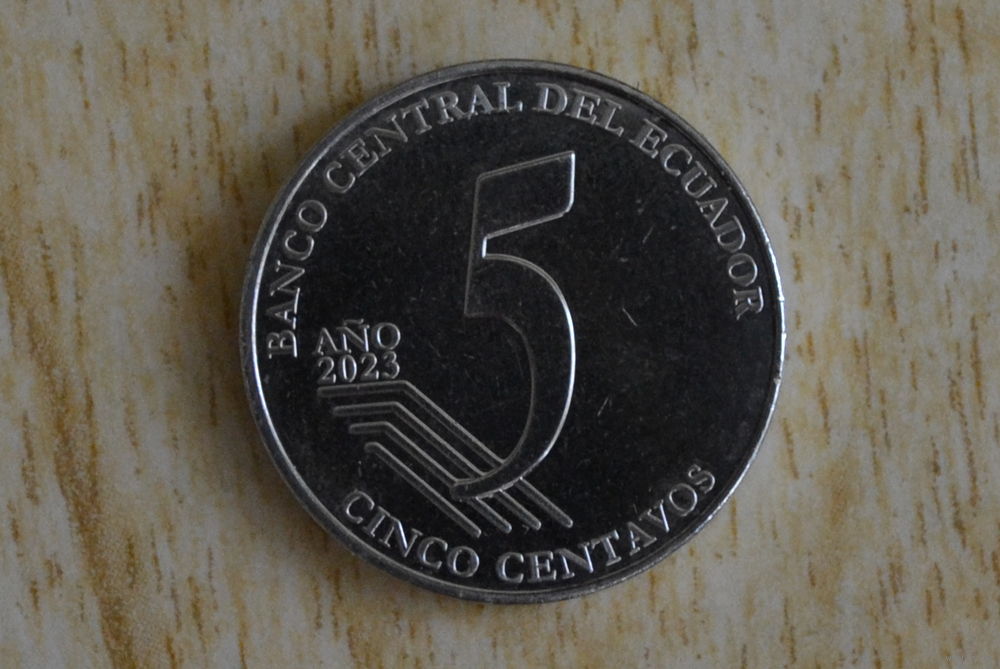 BANCO CENTRAL DEL ECUADOR
5
AÑO
2023
CINCO CENTAVOS